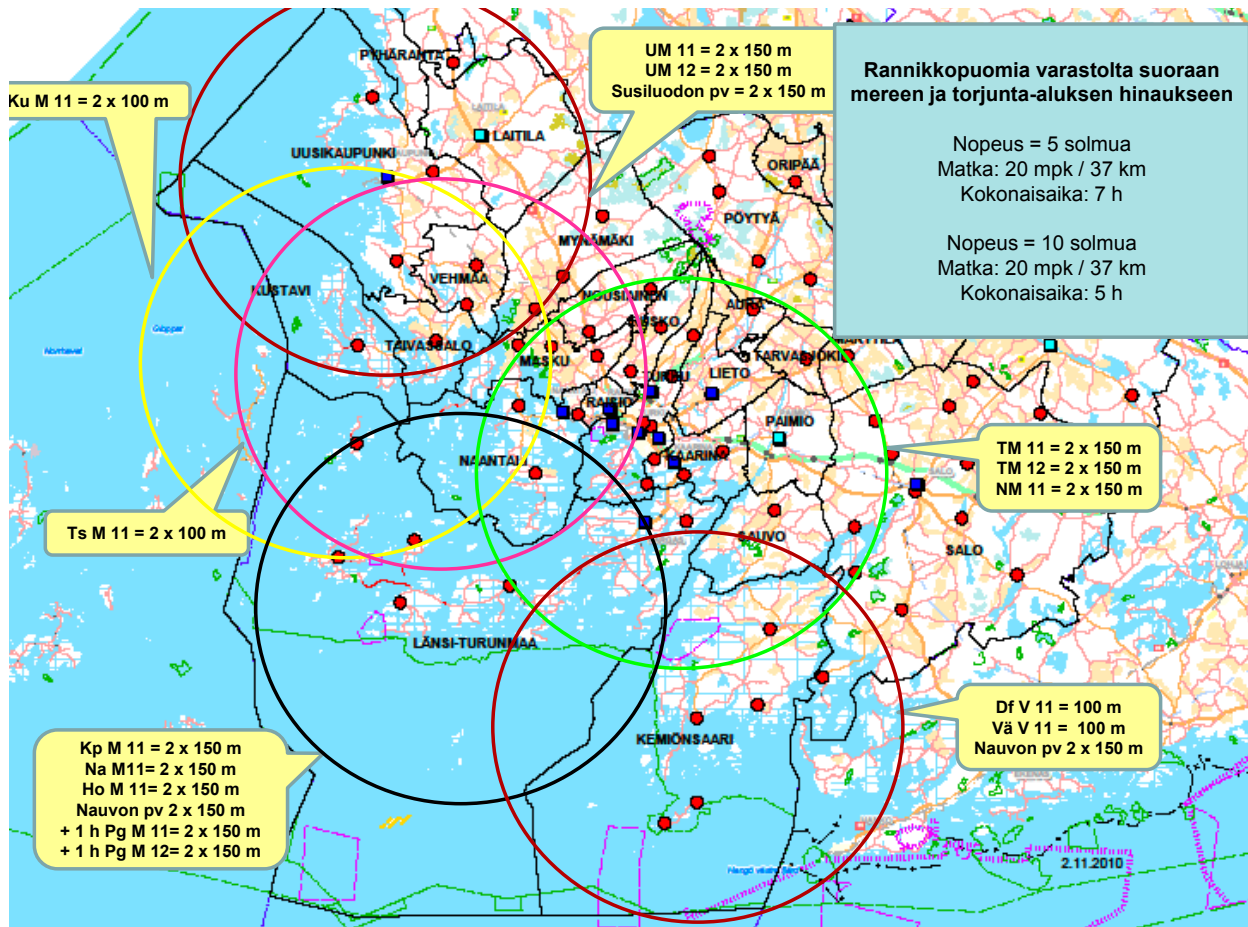 Rannikkopuomia varastolta suoraan
mereen ja torjunta-aluksen hinaukseen
Nopeus = 5 solmua
Matka: 20 mpk / 37 km
Kokonaisaika: 7 h
Nopeus = 10 solmua
Matka: 20 mpk / 37 km
Kokonaisaika: 5 h
UM 11 = 2 x 150 m
UM 12 = 2 x 150 m
Susiluodon pv = 2 x 150 m
Ku M 11 = 2 x 100 m
PYHÄRANTA
LAITILA
LAITILA
UUSIKAUPUNKI
ORIPÄÄ
PÖYTYÄ
MYNÄMÄKI
VEHMAA
KUSTAVI
NOUSIAINEN
AURA
RUSKO
TAIVASSALO
MASKU
TARVASJOKI
MARTTILA
LIETO
TURKU
RAISIO
PAIMIO
KAARINA
NAANTALI
SALO
TM 11 = 2 x 150 m
TM 12 = 2 x 150 m
NM 11 = 2 x 150 m
Ts M 11 = 2 x 100 m
SAUVO
SALO
LÄNSI-TURUNMAA
KEMIÖNSAARI
Df V 11 = 100 m
Vä V 11 = 100 m
Nauvon pv 2 x 150 m
Kp M 11 = 2 x 150 m
Na M11= 2 x 150 m
Ho M 11= 2 x 150 m
Nauvon pv 2 x 150 m
+ 1 h Pg M 11= 2 x 150 m
+ 1 h Pg M 12= 2 x 150 m
2.11.2010